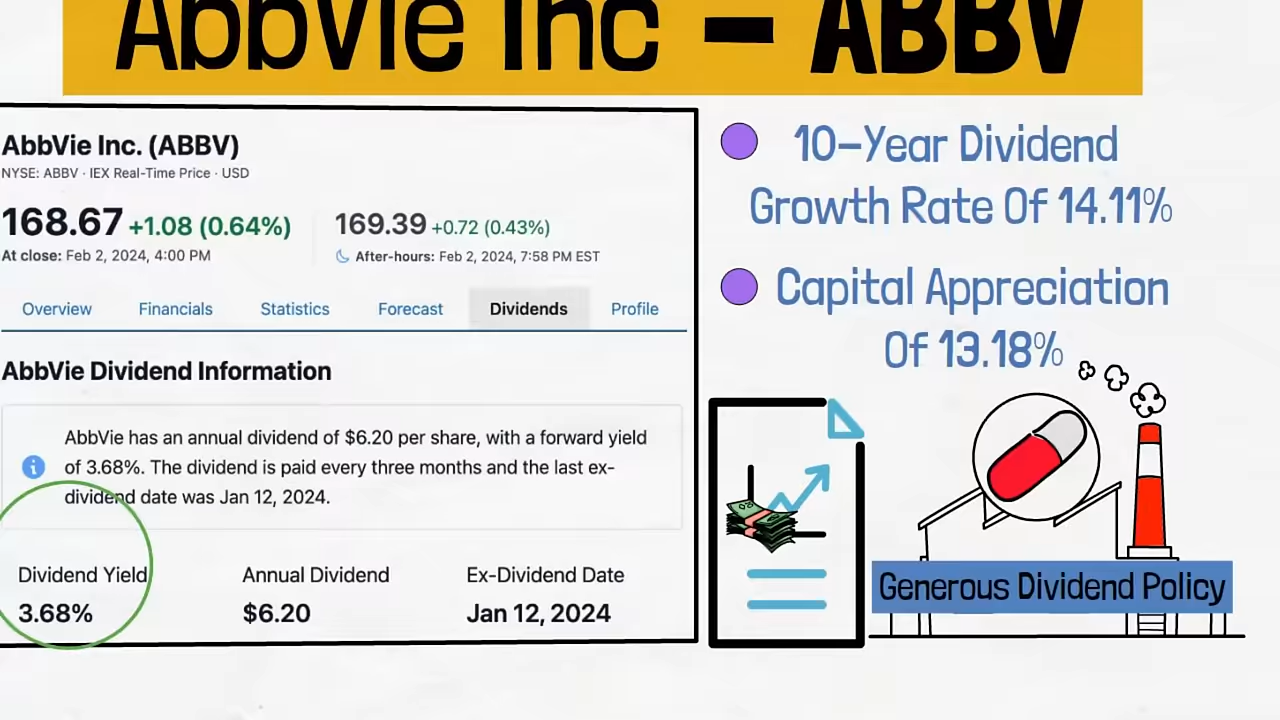 AbbVie Inc - ABBV
AbbVie Inc. (ABBV)
NYSE: ABBV · IEX Real-Time Price · USD
168.67 +1.08 (0.64%)
At close: Feb 2, 2024, 4:00 PM
169.39 +0.72 (0.43%)
After-hours: Feb 2, 2024, 7:58 PM EST
Overview Financials Statistics Forecast Dividends Profile
AbbVie Dividend Information
AbbVie has an annual dividend of $6.20 per share, with a forward yield
of 3.68%. The dividend is paid every three months and the last ex-
dividend date was Jan 12, 2024.
Dividend Yield
3.68%
Annual Dividend
$6.20
Ex-Dividend Date
Jan 12, 2024
10-Year Dividend
Growth Rate Of 14.11%
Capital Appreciation
Of 13.18%
Generous Dividend Policy